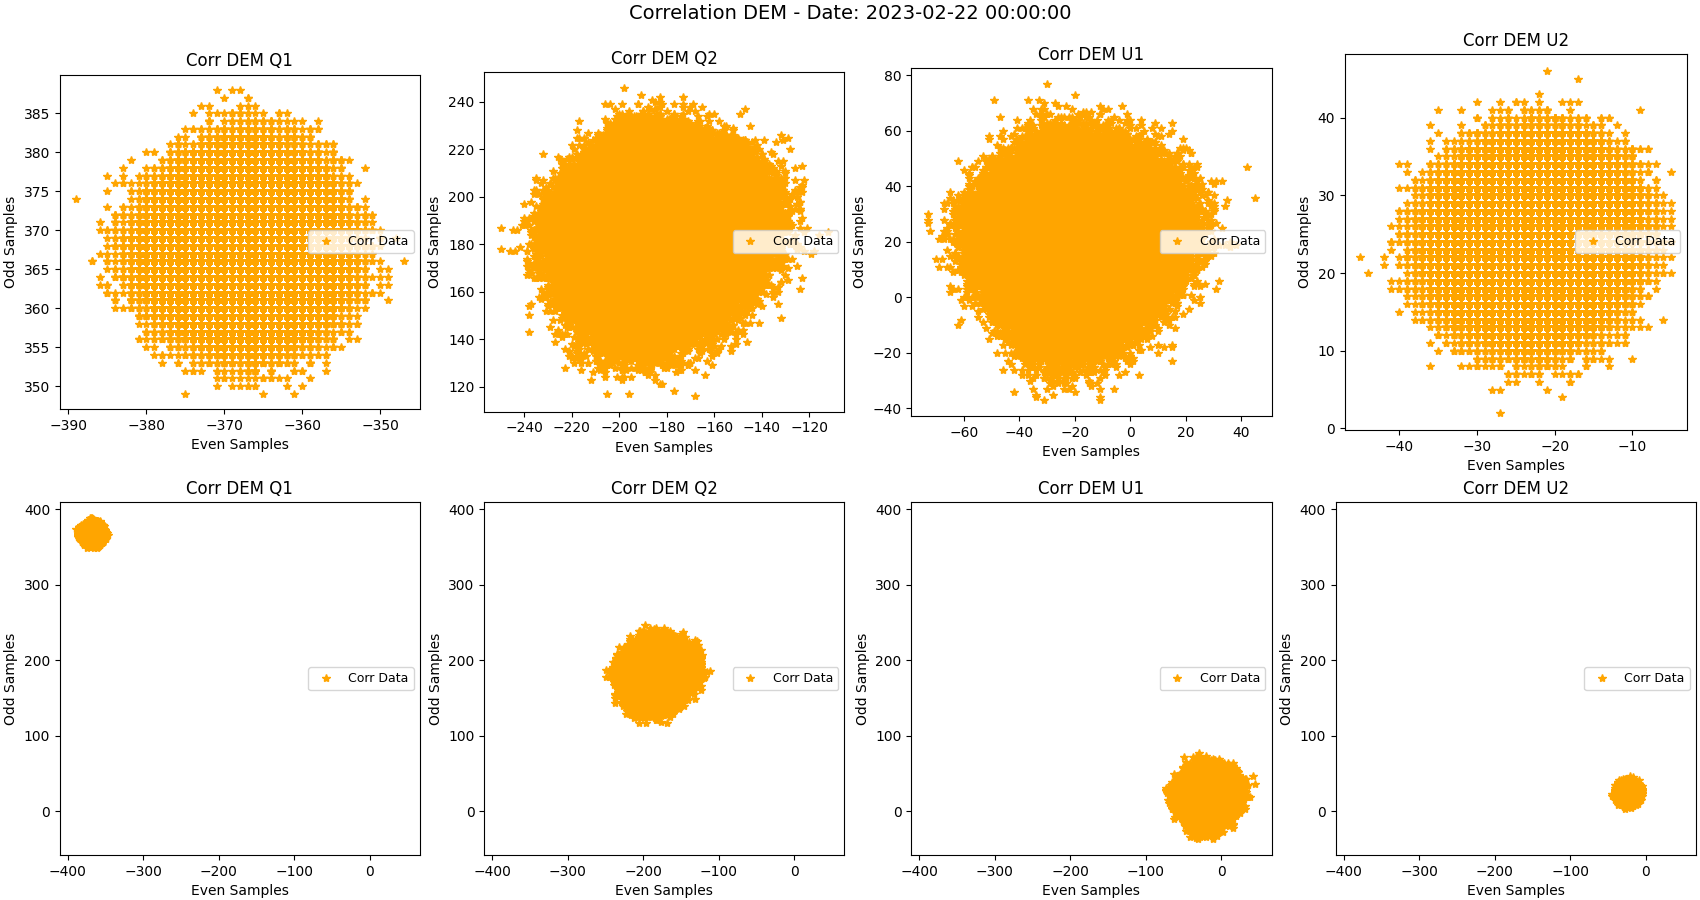 Correlation DEM - Date: 2023-02-22 00:00:00
Corr DEM Q1
385
380
375
370
365
360
355
350
Odd Samples
−390
−380
−370
−360
−350
Even Samples
Corr Data
Corr DEM Q2
240
220
200
180
160
140
120
Odd Samples
−240
−220
−200
−180
−160
−140
−120
Even Samples
Corr Data
Corr DEM U1
80
60
40
20
0
−20
−40
Odd Samples
−60
−40
−20
0
20
40
Even Samples
Corr Data
Corr DEM U2
40
30
20
10
0
Odd Samples
−40
−30
−20
−10
Even Samples
Corr Data
Corr DEM Q1
400
300
200
100
0
Odd Samples
−400
−300
−200
−100
0
Even Samples
Corr Data
Corr DEM Q2
400
300
200
100
0
Odd Samples
−400
−300
−200
−100
0
Even Samples
Corr Data
Corr DEM U1
400
300
200
100
0
Odd Samples
−400
−300
−200
−100
0
Even Samples
Corr Data
Corr DEM U2
400
300
200
100
0
Odd Samples
−400
−300
−200
−100
0
Even Samples
Corr Data